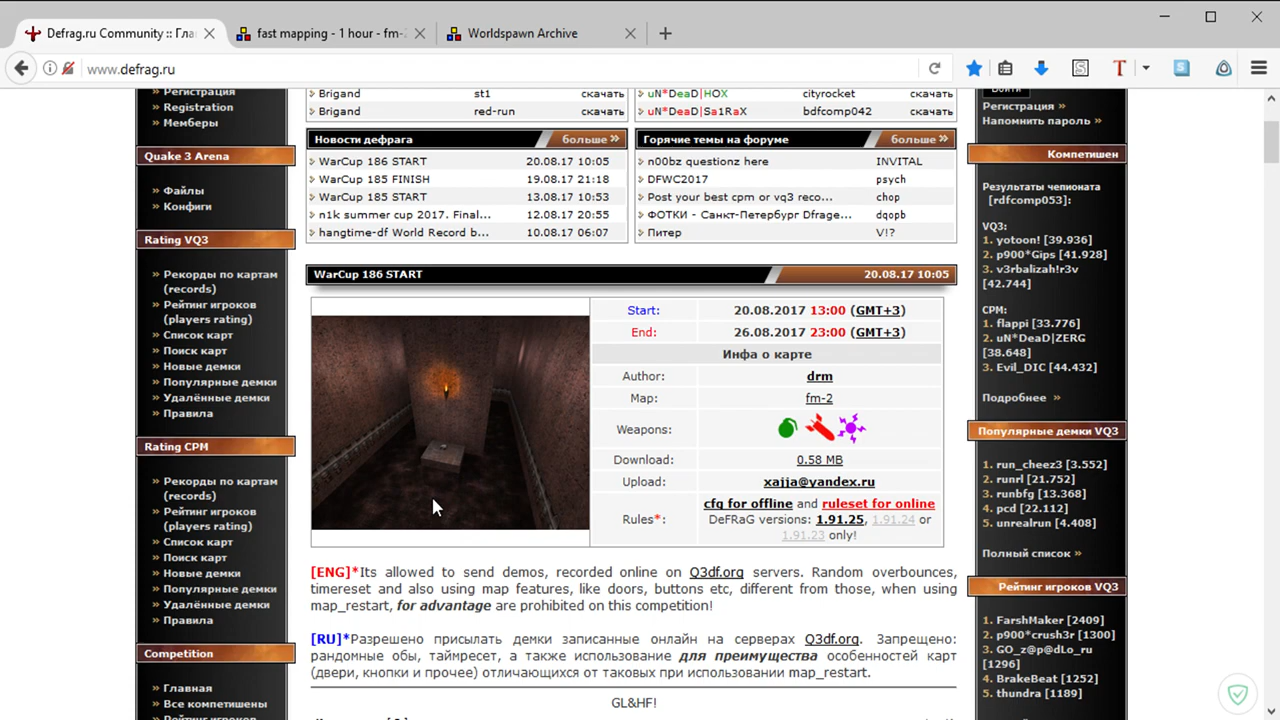 Defrag.ru Community :: Гла
fast mapping - 1 hour - fm-2
Worldspawn Archive
www.defrag.ru
Регистрация
Registration
Мемберы
Quake 3 Arena
Файлы
Конфиги
Rating VQ3
Рекорды по картам
(records)
Рейтинг игроков
(players rating)
Список карт
Поиск карт
Новые демки
Популярные демки
Удалённые демки
Правила
Rating CPM
Рекорды по картам
(records)
Рейтинг игроков
(players rating)
Список карт
Поиск карт
Новые демки
Популярные демки
Удалённые демки
Правила
Competition
Главная
Все компетишены
Brigand st1 скачать
Brigand red-run скачать
uN*DeaD|HOX cityrocket скачать
uN*DeaD|Sa1RaX bdfcomp042 скачать
Новости дефрага больше »
WarCup 186 START 20.08.17 10:05
WarCup 185 FINISH 19.08.17 21:18
WarCup 185 START 13.08.17 10:53
n1k summer cup 2017. Final... 12.08.17 20:55
hangtime-df World Record b... 10.08.17 06:07
Горячие темы на форуме больше »
n00bz questionz here INVITAL
DFWC2017 psych
Post your best cpm or vq3 reco... chop
ФОТКИ - Санкт-Петербург Dfrage... dqopb
Питер V!?
WarCup 186 START 20.08.17 10:05
Start: 20.08.2017 13:00 (GMT+3)
End: 26.08.2017 23:00 (GMT+3)
Инфа о карте
Author: drm
Map: fm-2
Weapons:
Download: 0.58 MB
Upload: xajja@yandex.ru
Rules*: cfg for offline and ruleset for online
DeFRaG versions: 1.91.25, 1.91.24 or
1.91.23 only!
[ENG]*Its allowed to send demos, recorded online on Q3df.org servers. Random overbounces,
timereset and also using map features, like doors, buttons etc, different from those, when using
map_restart, for advantage are prohibited on this competition!
[RU]*Разрешено присылать демки записанные онлайн на серверах Q3df.org. Запрещено:
рандомные обы, таймресет, а также использование для преимущества особенностей карт
(двери, кнопки и прочее) отличающихся от таковых при использовании map_restart.
GL&HF!
Войти
Регистрация »
Напомнить пароль »
Компетишен
Результаты чепионата
[rdfcomp053]:
VQ3:
1. yotoon! [39.936]
2. p900*Gips [41.928]
3. v3rbalizah!r3v
[42.744]
CPM:
1. flappi [33.776]
2. uN*DeaD|ZERG
[38.648]
3. Evil_DIC [44.432]
Подробнее »
Популярные демки VQ3
1. run_cheez3 [3.552]
2. runrl [21.752]
3. runbfg [13.368]
4. pcd [22.112]
5. unrealrun [4.408]
Полный список »
Рейтинг игроков VQ3
1. FarshMaker [2409]
2. p900*crush3r [1300]
3. GO_z@p@dLo_ru
[1296]
4. BrakeBeat [1252]
5. thundra [1189]